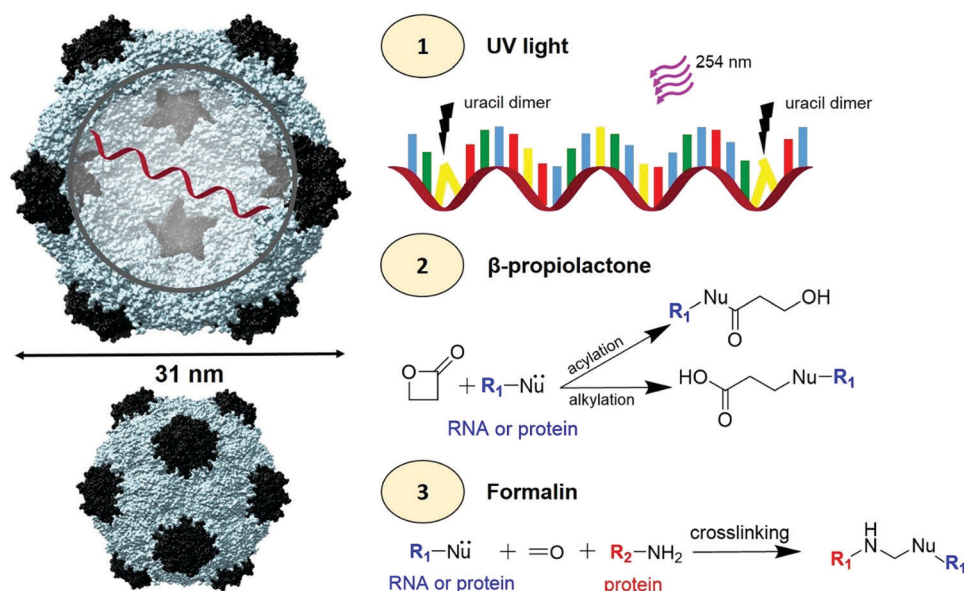 1 UV light
254 nm
uracil dimer
uracil dimer
31 nm
2 β-propiolactone
O
O
+ R₁–Nü
RNA or protein
acylation
alkylation
R₁
Nu
O
OH
HO
O
Nu–R₁
3 Formalin
R₁–Nü + =O + R₂–NH₂
RNA or protein
protein
crosslinking
R₁
H
N
Nu
R₁